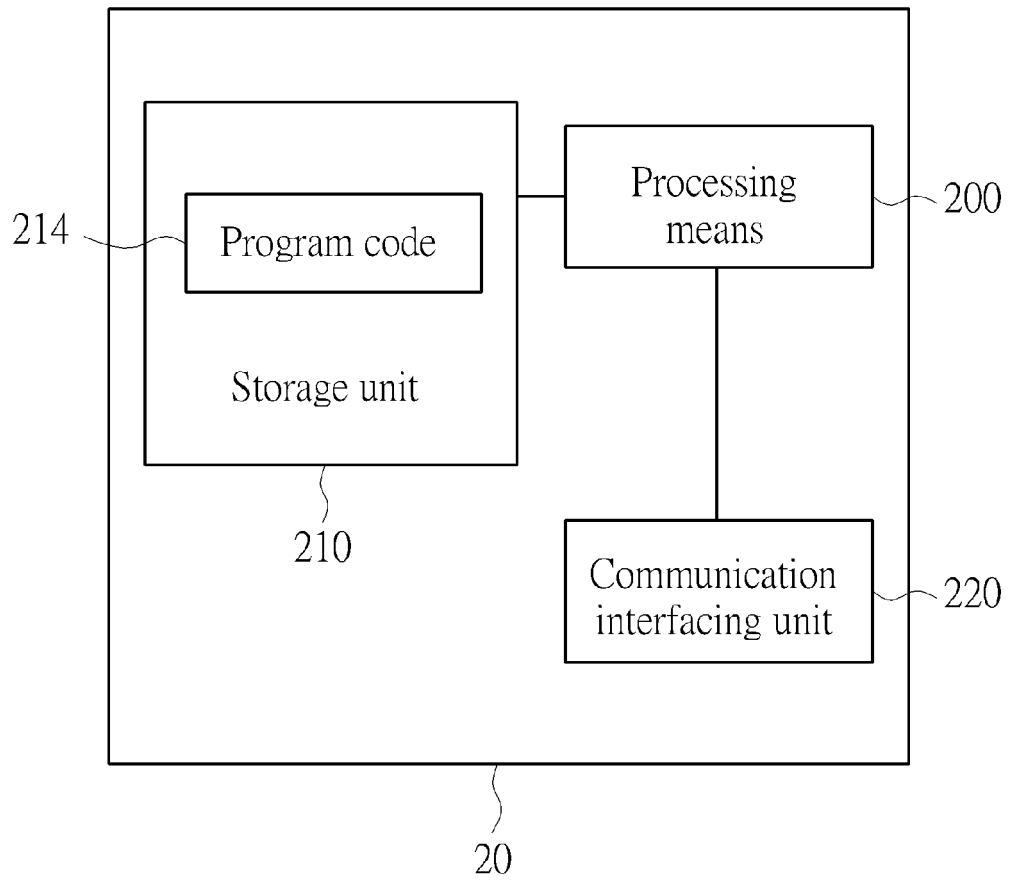 Processing
means
200
214
Program code
Storage unit
210
Communication
interfacing unit
220
20